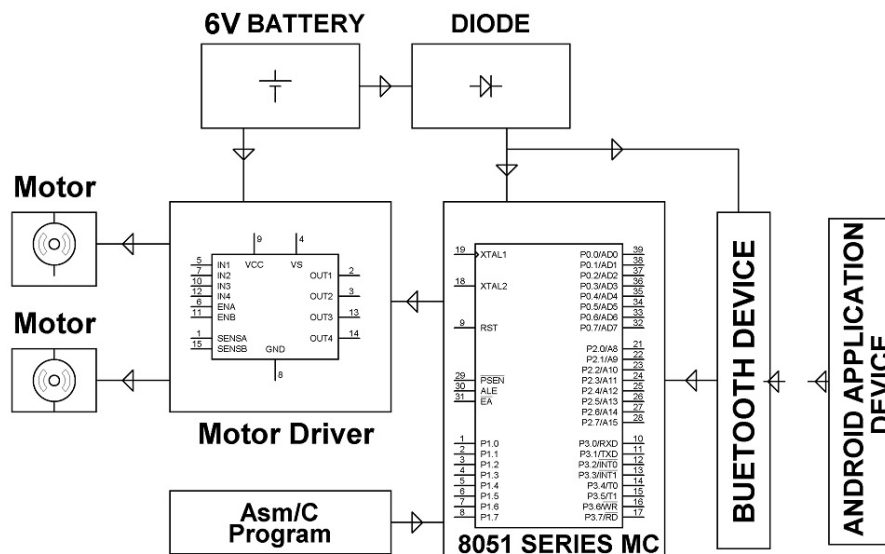 6V BATTERY
DIODE
Motor
Motor
9
4
VCC
VS
5 IN1
7 IN2
10 IN3
12 IN4
6 ENA
11 ENB
1 SENSA
15 SENSB
OUT1 2
OUT2 3
OUT3 13
OUT4 14
GND
8
Motor Driver
Asm/C
Program
19 XTAL1
18 XTAL2
9 RST
29 PSEN
30 ALE
31 EA
1 P1.0
2 P1.1
3 P1.2
4 P1.3
5 P1.4
6 P1.5
7 P1.6
8 P1.7
P0.0/AD0 39
P0.1/AD1 38
P0.2/AD2 37
P0.3/AD3 36
P0.4/AD4 35
P0.5/AD5 34
P0.6/AD6 33
P0.7/AD7 32
P2.0/A8 21
P2.1/A9 22
P2.2/A10 23
P2.3/A11 24
P2.4/A12 25
P2.5/A13 26
P2.6/A14 27
P2.7/A15 28
P3.0/RXD 10
P3.1/TXD 11
P3.2/INT0 12
P3.3/INT1 13
P3.4/T0 14
P3.5/T1 15
P3.6/WR 16
P3.7/RD 17
8051 SERIES MC
BUETOOTH DEVICE
ANDROID APPLICATION
DEVICE